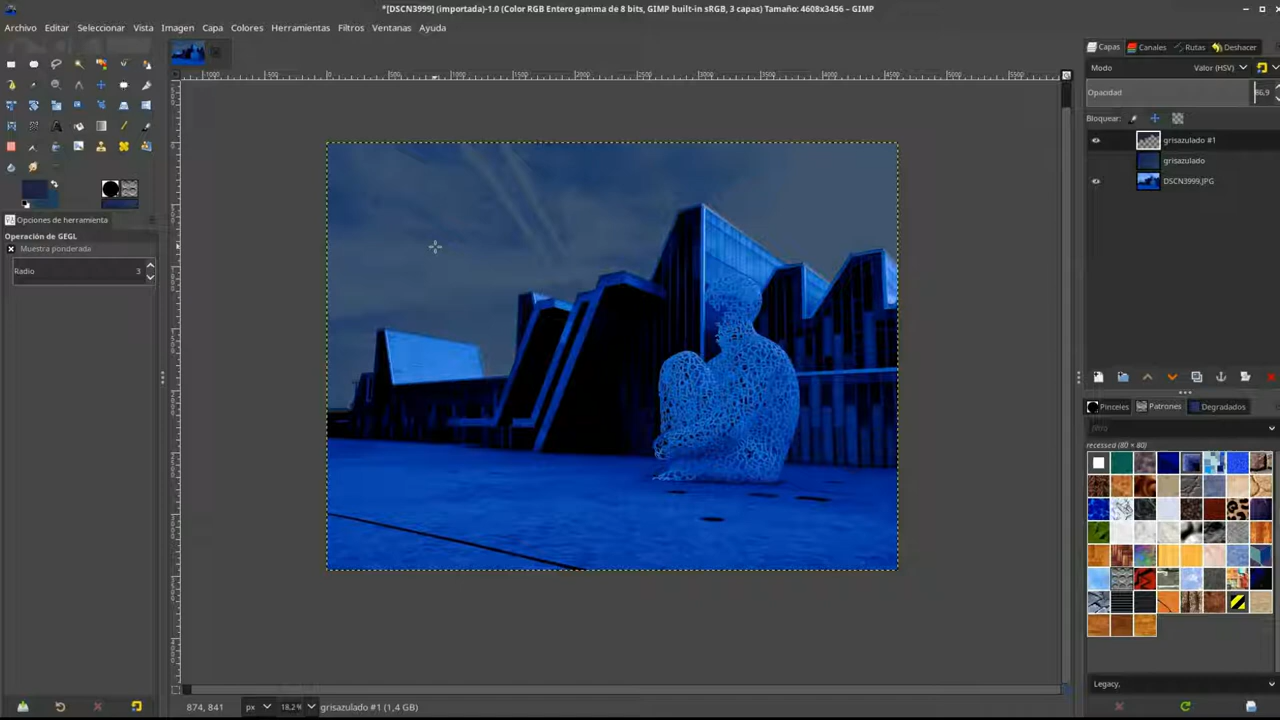 *[DSCN3999] (importada)-1.0 (Color RGB Entero gamma de 8 bits, GIMP built-in sRGB, 3 capas) Tamaño: 4608x3456 – GIMP
Archivo Editar Seleccionar Vista Imagen Capa Colores Herramientas Filtros Ventanas Ayuda
Capas Canales Rutas Deshacer
Modo Valor (HSV)
Opacidad 86,9
Bloquear:
grisazulado #1
grisazulado
DSCN3999.JPG
Opciones de herramienta
Operación de GEGL
Muestra ponderada
Radio 3
Pinceles Patrones Degradados
filtro
recessed (80 × 80)
Legacy,
874, 841 px 18,2% grisazulado #1 (1,4 GB)